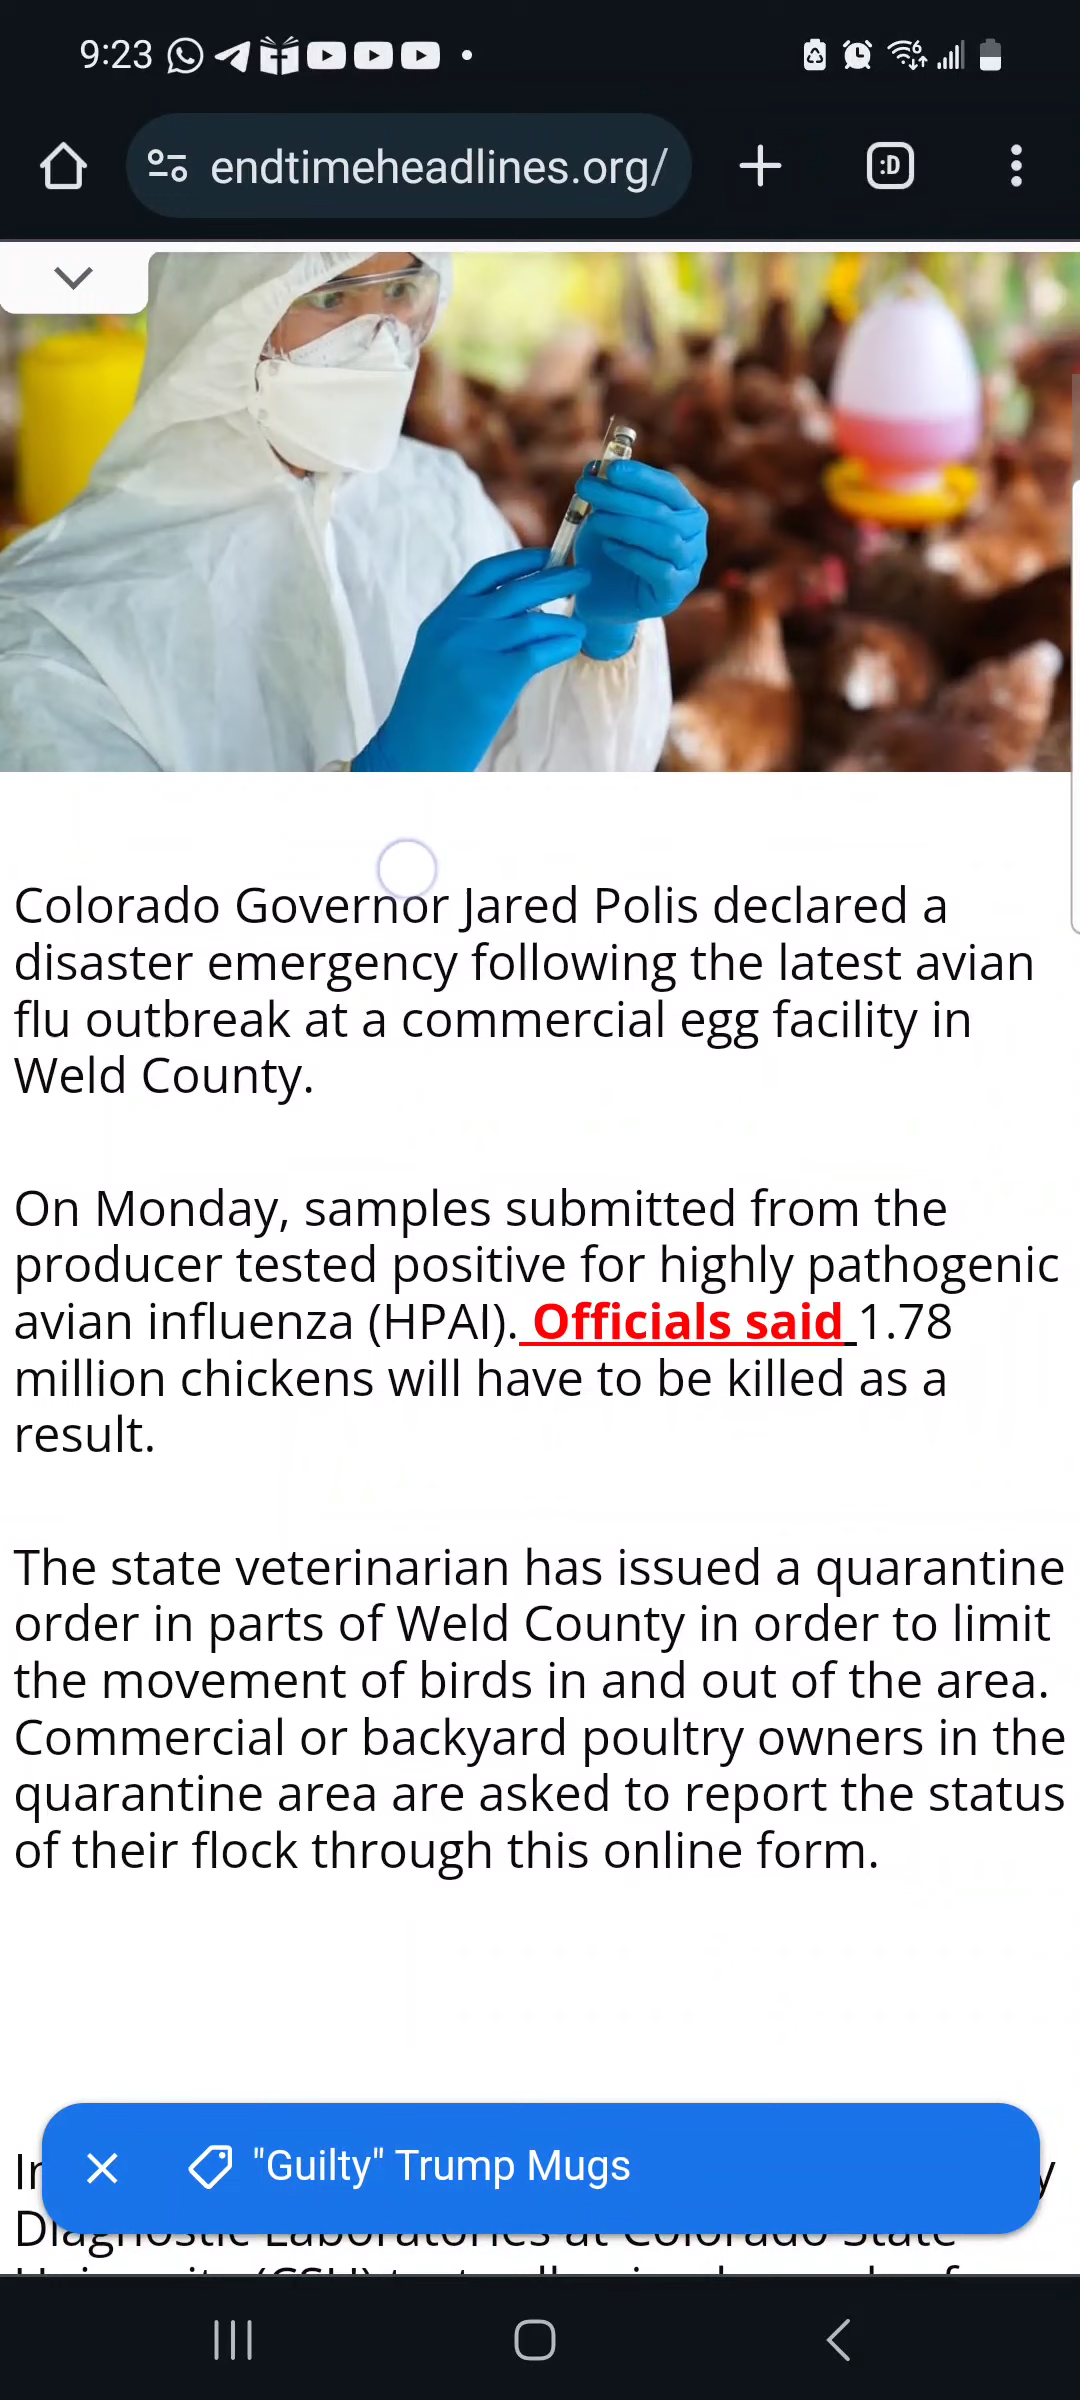 9:23
endtimeheadlines.org/
:D
Colorado Governor Jared Polis declared a
disaster emergency following the latest avian
flu outbreak at a commercial egg facility in
Weld County.
On Monday, samples submitted from the
producer tested positive for highly pathogenic
avian influenza (HPAI). Officials said 1.78
million chickens will have to be killed as a
result.
The state veterinarian has issued a quarantine
order in parts of Weld County in order to limit
the movement of birds in and out of the area.
Commercial or backyard poultry owners in the
quarantine area are asked to report the status
of their flock through this online form.
"Guilty" Trump Mugs
Diagnostic Laboratories at Colorado State